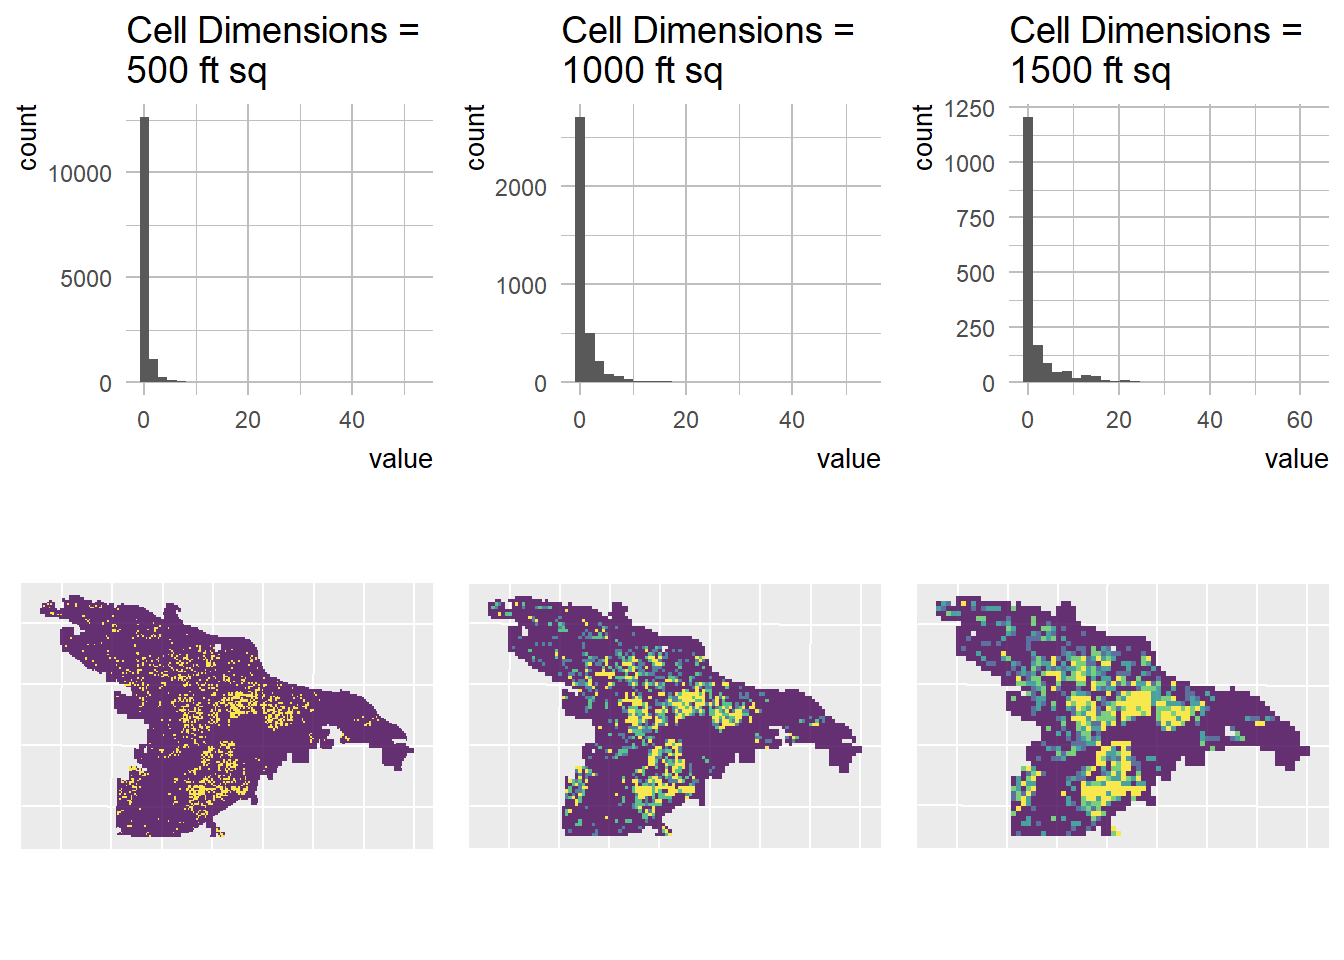 Cell Dimensions =
500 ft sq
count
10000
5000
0
0 20 40
value
Cell Dimensions =
1000 ft sq
count
2000
1000
0
0 20 40
value
Cell Dimensions =
1500 ft sq
count
1250
1000
750
500
250
0
0 20 40 60
value